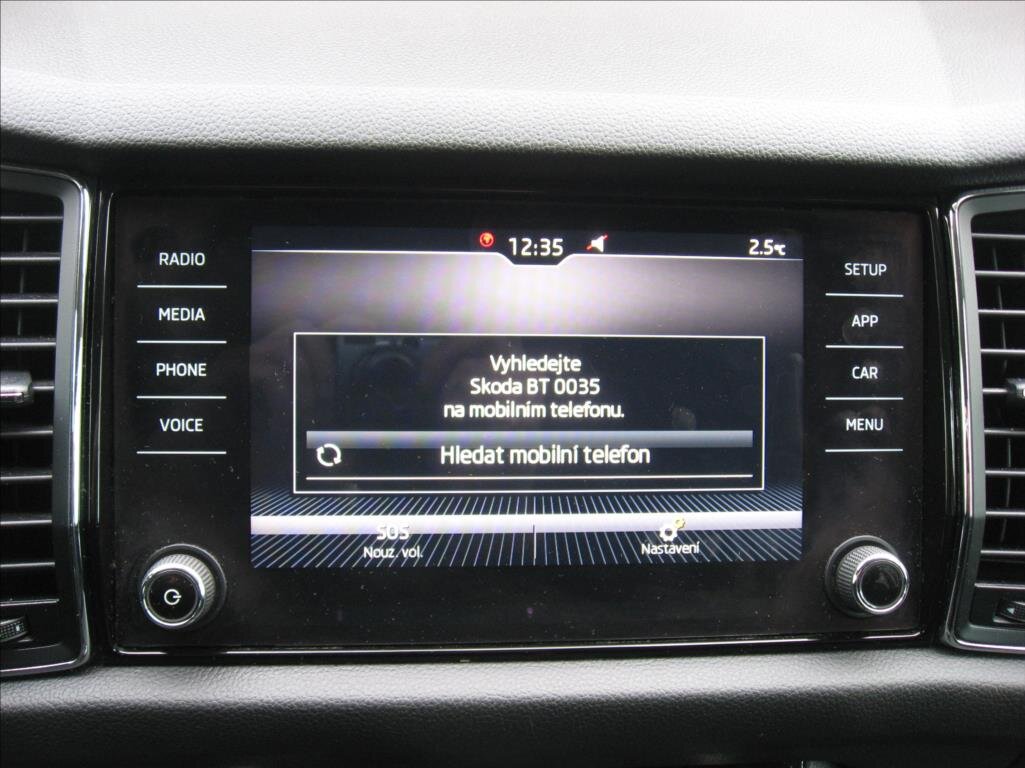 12:35
2.5°C
RADIO
MEDIA
PHONE
VOICE
Vyhledejte
Skoda BT 0035
na mobilním telefonu.
Hledat mobilní telefon
SOS
Nouz. vol.
Nastavení
SETUP
APP
CAR
MENU